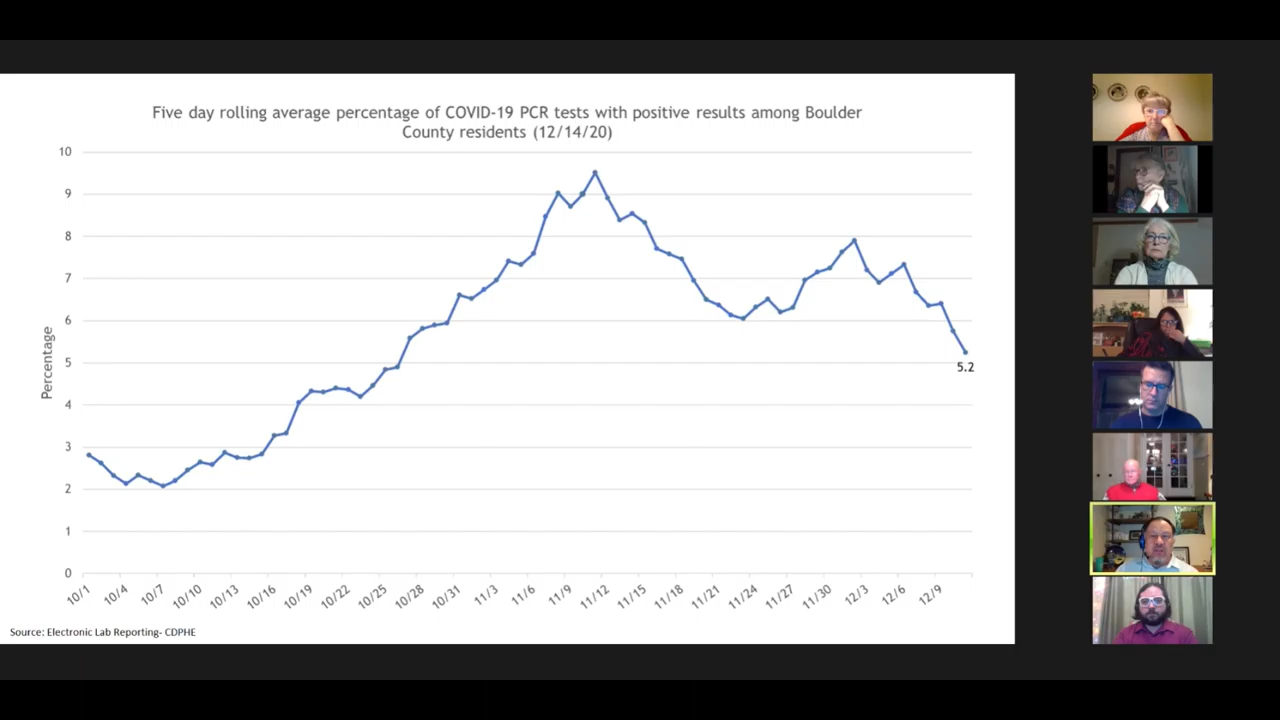 Five day rolling average percentage of COVID-19 PCR tests with positive results among Boulder
County residents (12/14/20)
10
9
8
7
6
5
4
3
2
1
0
Percentage
5.2
10/1 10/4 10/7 10/10 10/13 10/16 10/19 10/22 10/25 10/28 10/31 11/3 11/6 11/9 11/12 11/15 11/18 11/21 11/24 11/27 11/30 12/3 12/6 12/9
Source: Electronic Lab Reporting- CDPHE